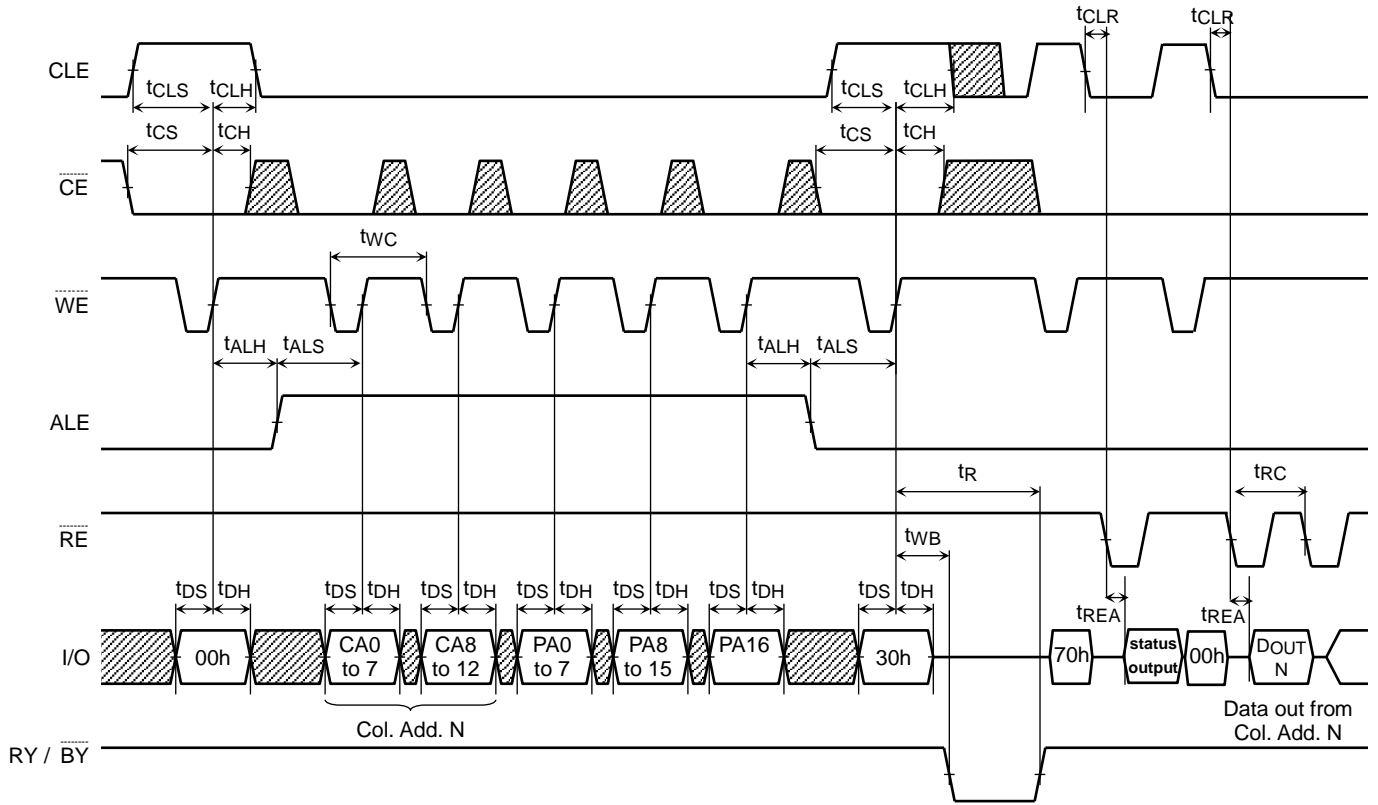 tCLR tCLR
CLE
tCLS tCLH tCLS tCLH
tCS tCH tCS tCH
CE
tWC
WE
tALH tALS tALH tALS
ALE
tR
tRC
RE
tWB
tDS tDH tDS tDH tDS tDH tDS tDH tDS tDH tDS tDH tDS tDH
tREA tREA
I/O
00h
CA0
to 7
CA8
to 12
PA0
to 7
PA8
to 15
PA16
30h
70h
status
output
00h
DOUT
N
Col. Add. N
Data out from
Col. Add. N
RY / BY